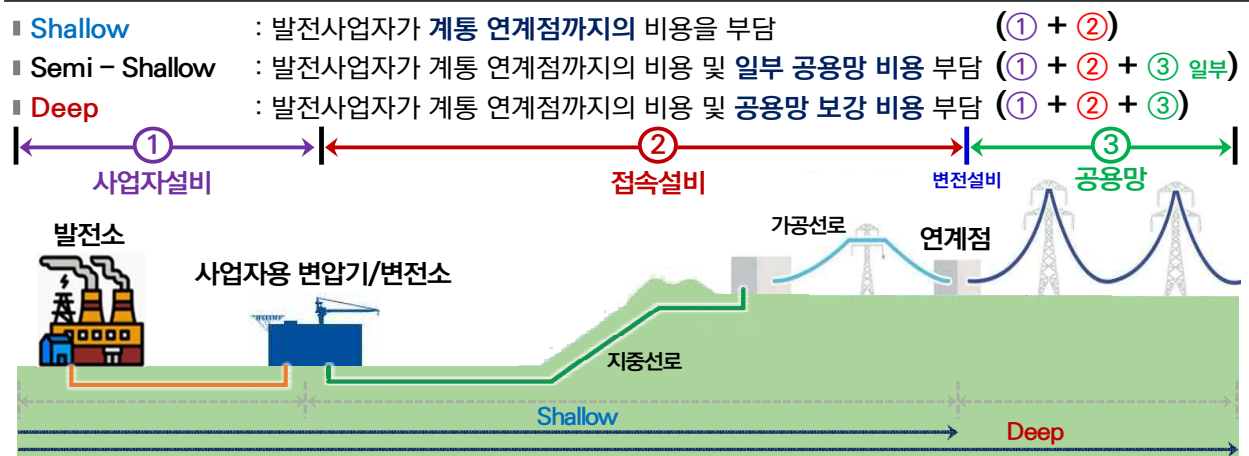 Shallow : 발전사업자가 계통 연계점까지의 비용을 부담 (① + ②)
Semi – Shallow : 발전사업자가 계통 연계점까지의 비용 및 일부 공용망 비용 부담 (① + ② + ③ 일부)
Deep : 발전사업자가 계통 연계점까지의 비용 및 공용망 보강 비용 부담 (① + ② + ③)
① ② ③
사업자설비 접속설비 변전설비 공용망
발전소 가공선로 연계점
사업자용 변압기/변전소
지중선로
Shallow
Deep